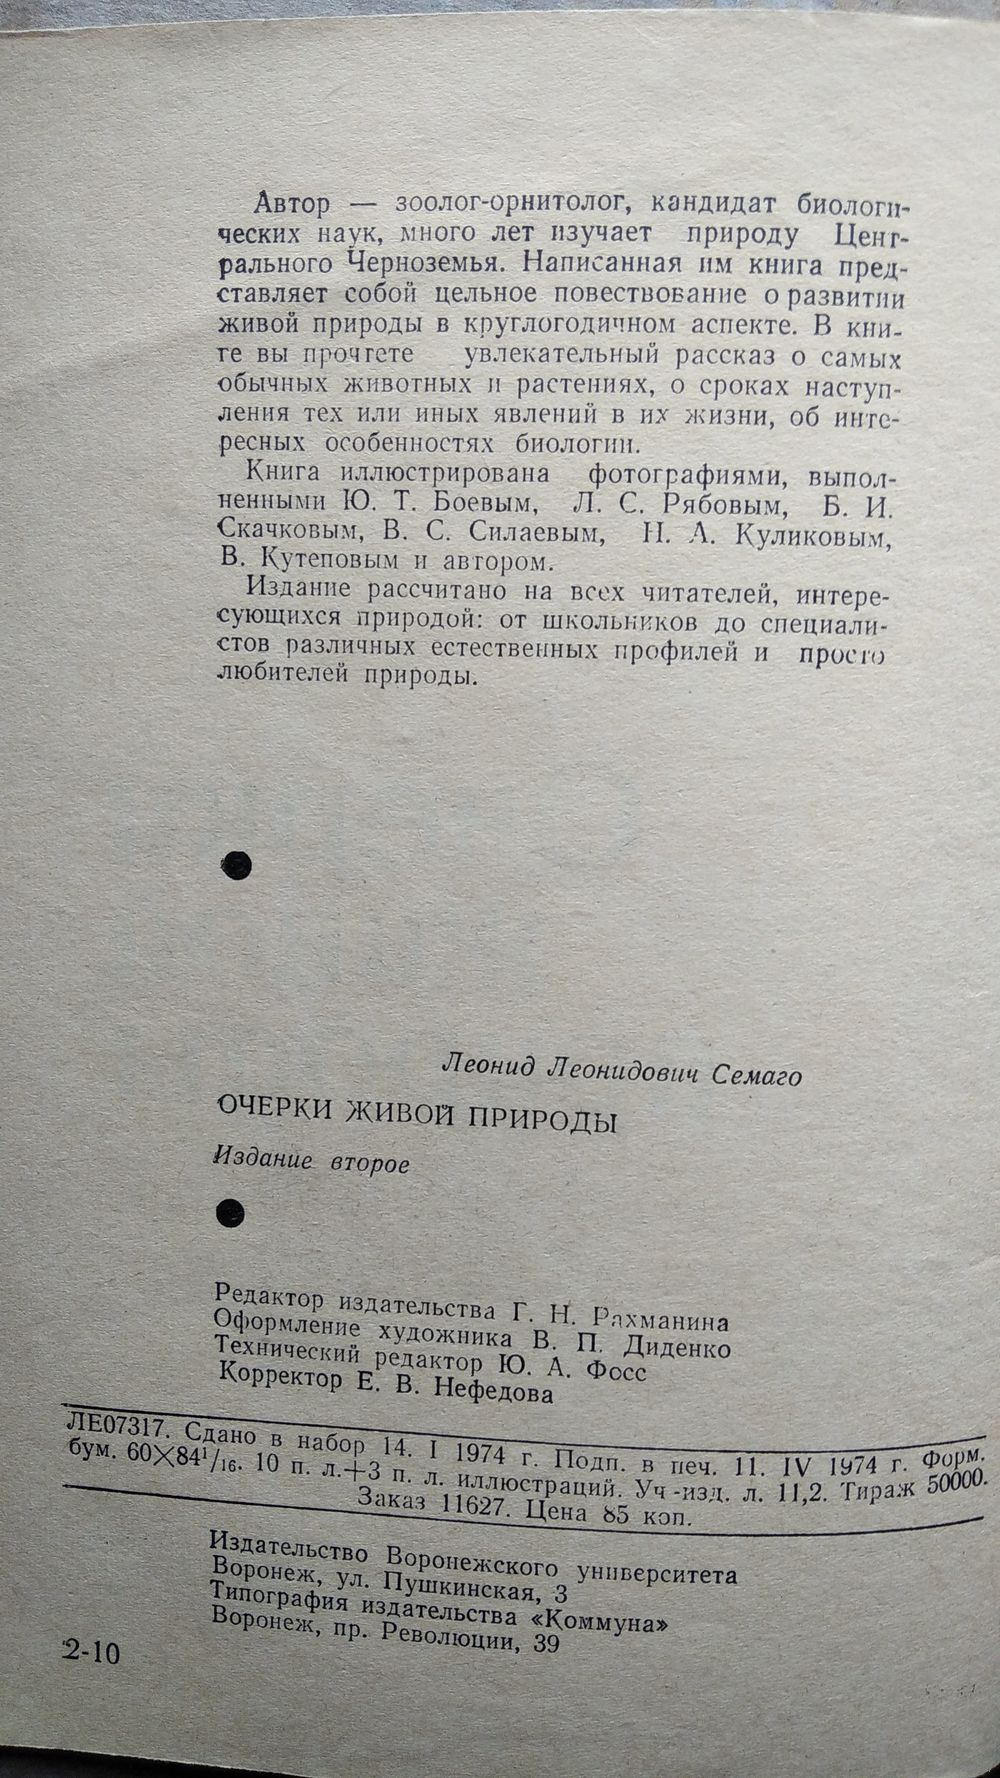 Автор — зоолог-орнитолог, кандидат биологи-
ческих наук, много лет изучает природу Цент-
рального Черноземья. Написанная им книга пред-
ставляет собой цельное повествование о развитии
живой природы в круглогодичном аспекте. В кни-
ге вы прочтете увлекательный рассказ о самых
обычных животных и растениях, о сроках наступ-
ления тех или иных явлений в их жизни, об инте-
ресных особенностях биологии.
Книга иллюстрирована фотографиями, выпол-
ненными Ю. Т. Боевым, Л. С. Рябовым, Б. И.
Скачковым, В. С. Силаевым, Н. А. Куликовым,
В. Кутеповым и автором.
Издание рассчитано на всех читателей, интере-
сующихся природой: от школьников до специали-
стов различных естественных профилей и просто
любителей природы.
Леонид Леонидович Семаго
ОЧЕРКИ ЖИВОЙ ПРИРОДЫ
Издание второе
Редактор издательства Г. Н. Рахманина
Оформление художника В. П. Диденко
Технический редактор Ю. А. Фосс
Корректор Е. В. Нефедова
ЛЕ07317. Сдано в набор 14. I 1974 г. Подп. в печ. 11. IV 1974 г. Форм.
бум. 60×84¹/₁₆. 10 п. л.+3 п. л. иллюстраций. Уч-изд. л. 11,2. Тираж 50000.
Заказ 11627. Цена 85 коп.
Издательство Воронежского университета
Воронеж, ул. Пушкинская, 3
Типография издательства «Коммуна»
Воронеж, пр. Революции, 39
2-10